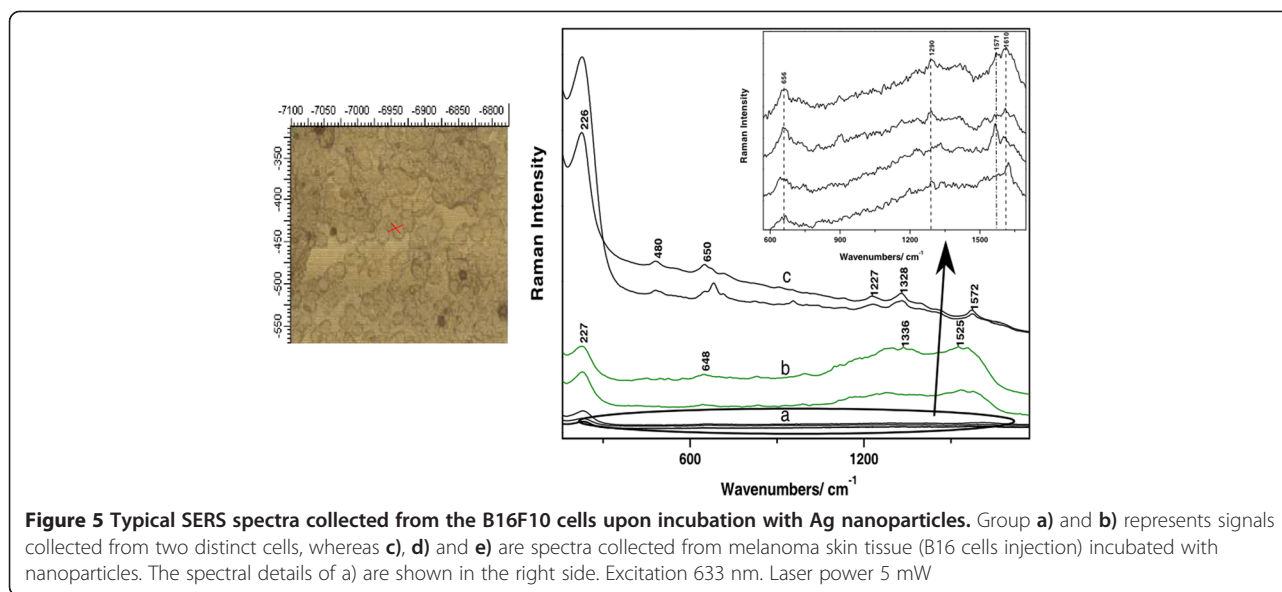 -7100 -7050 -7000 -6950 -6900 -6850 -6800
-350
-400
-450
-500
-550
Raman Intensity
226
480
650
c
1227
1328
1572
227
648
b
1336
1525
a
600
1200
Wavenumbers/ cm-1
Raman Intensity
656
1290
1571
1610
600
900
1200
1500
Wavenumbers/ cm-1
Figure 5 Typical SERS spectra collected from the B16F10 cells upon incubation with Ag nanoparticles. Group a) and b) represents signals
collected from two distinct cells, whereas c), d) and e) are spectra collected from melanoma skin tissue (B16 cells injection) incubated with
nanoparticles. The spectral details of a) are shown in the right side. Excitation 633 nm. Laser power 5 mW